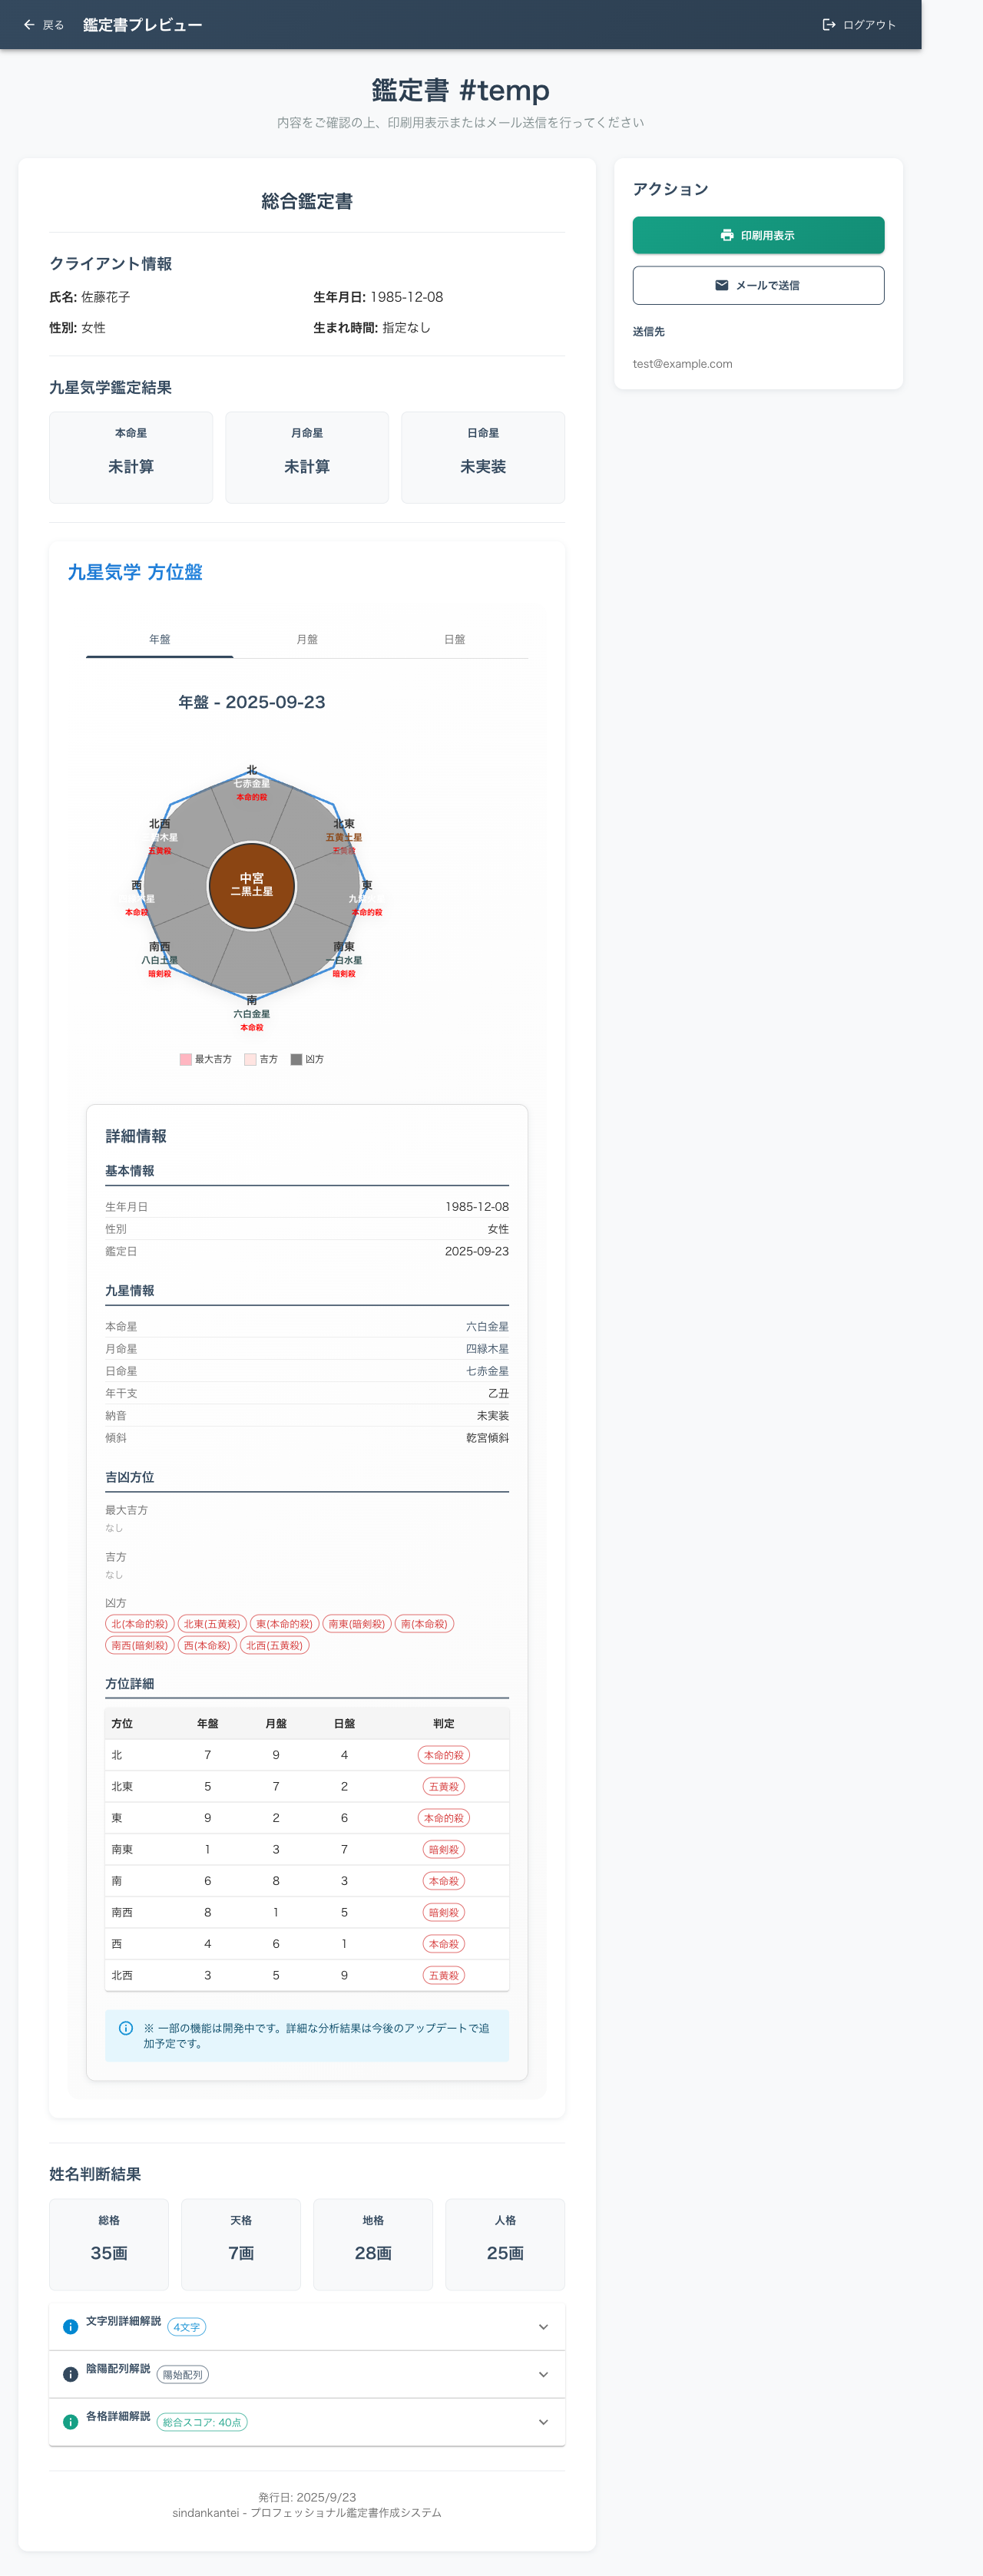 戻る
鑑定書プレビュー
ログアウト
鑑定書 #temp
内容をご確認の上、印刷用表示またはメール送信を行ってください
総合鑑定書
クライアント情報
氏名: 佐藤花子
生年月日: 1985-12-08
性別: 女性
生まれ時間: 指定なし
九星気学鑑定結果
本命星
未計算
月命星
未計算
日命星
未実装
九星気学 方位盤
年盤
月盤
日盤
年盤 - 2025-09-23
北
七赤金星
本命的殺
北西
木星
五黄殺
北東
五黄土星
五黄殺
西
星
本命殺
中宮
二黒土星
東
九
本命的殺
南西
八白土星
暗剣殺
南東
一白水星
暗剣殺
南
六白金星
本命殺
最大吉方
吉方
凶方
詳細情報
基本情報
生年月日 1985-12-08
性別 女性
鑑定日 2025-09-23
九星情報
本命星 六白金星
月命星 四緑木星
日命星 七赤金星
年干支 乙丑
納音 未実装
傾斜 乾宮傾斜
吉凶方位
最大吉方
なし
吉方
なし
凶方
北(本命的殺) 北東(五黄殺) 東(本命的殺) 南東(暗剣殺) 南(本命殺)
南西(暗剣殺) 西(本命殺) 北西(五黄殺)
方位詳細
方位 年盤 月盤 日盤 判定
北 7 9 4 本命的殺
北東 5 7 2 五黄殺
東 9 2 6 本命的殺
南東 1 3 7 暗剣殺
南 6 8 3 本命殺
南西 8 1 5 暗剣殺
西 4 6 1 本命殺
北西 3 5 9 五黄殺
※ 一部の機能は開発中です。詳細な分析結果は今後のアップデートで追
加予定です。
姓名判断結果
総格
35画
天格
7画
地格
28画
人格
25画
文字別詳細解説 4文字
陰陽配列解説 陽始配列
各格詳細解説 総合スコア: 40点
発行日: 2025/9/23
sindankantei - プロフェッショナル鑑定書作成システム
アクション
印刷用表示
メールで送信
送信先
test@example.com